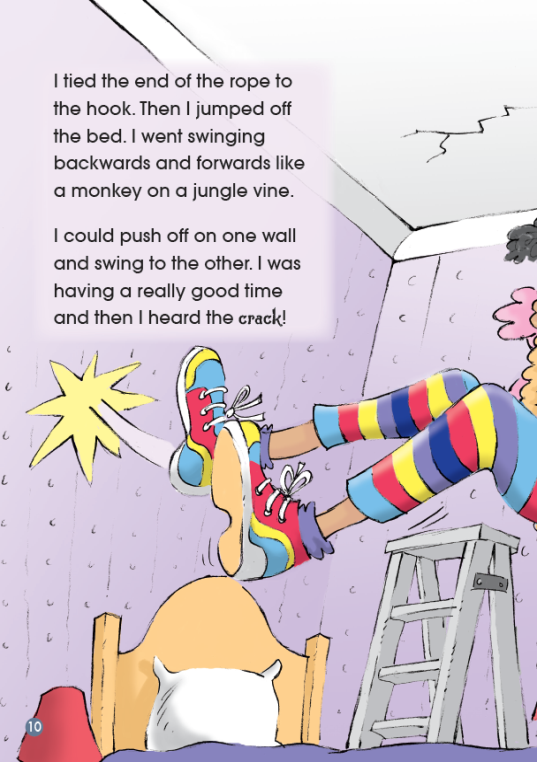 I tied the end of the rope to
the hook. Then I jumped off
the bed. I went swinging
backwards and forwards like
a monkey on a jungle vine.
I could push off on one wall
and swing to the other. I was
having a really good time
and then I heard the crack!
10